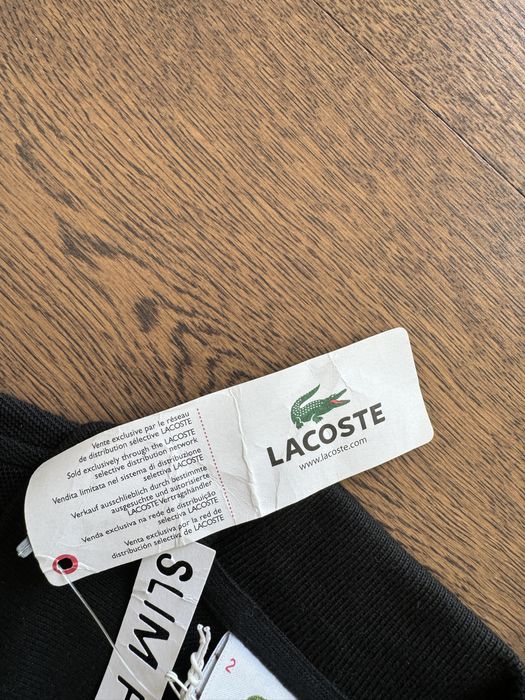 Vente exclusive par le réseau
de distribution sélective LACOSTE
Sold exclusively through the LACOSTE
selective distribution network
Vendita limitata nel sistema di distribuzione
selettiva LACOSTE
Verkauf ausschließlich durch bestimmte
ausgesuchte und autorisierte
LACOSTE Vertragshändler
Venda exclusiva na rede de distribuição
selectiva LACOSTE
Venta exclusiva por la red de
distribución selectiva de LACOSTE
LACOSTE
www.lacoste.com
SLIM
2